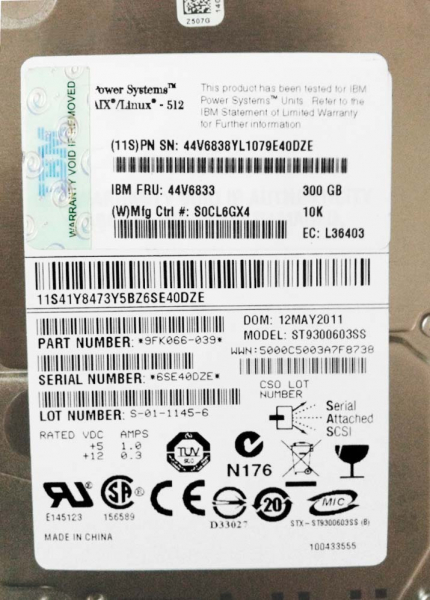 25070
Power Systems™
AIX®/Linux® - 512
This product has been tested for IBM
Power Systems™ Units. Refer to the
IBM Statement of Limited Warranty
for Further information
WARRANTY VOID IF REMOVED
IBM
(11S)PN SN: 44V6838YL1079E40DZE
IBM FRU: 44V6833
300 GB
(W)Mfg Ctrl #: S0CL6GX4
10K
EC: L36403
11S41Y8473Y5BZ6SE40DZE
DOM: 12MAY2011
MODEL: ST9300603SS
PART NUMBER: *9FK066-039*
WWN:5000C5003A7F8738
SERIAL NUMBER: *6SE40DZE*
CSO LOT
NUMBER
LOT NUMBER: S-01-1145-6
Serial
Attached
SCSI
RATED VDC AMPS
+5 1.0
+12 0.3
TUV
N176
E145123
156589
D33027
20
MIC
STX-ST9300603SS (B)
MADE IN CHINA
100433555